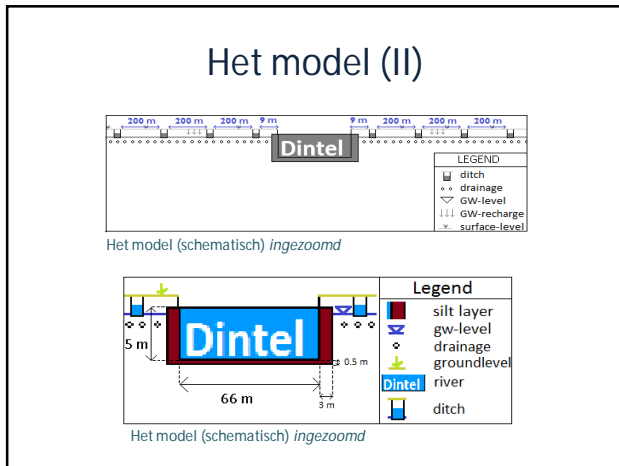 Het model (II)
200 m 200 m 200 m 9 m 9 m 200 m 200 m 200 m
Dintel
LEGEND
ditch
drainage
GW-level
GW-recharge
surface-level
Het model (schematisch) ingezoomd
Legend
silt layer
gw-level
drainage
groundlevel
Dintel river
ditch
Dintel
5 m
0.5 m
66 m
3 m
Het model (schematisch) ingezoomd